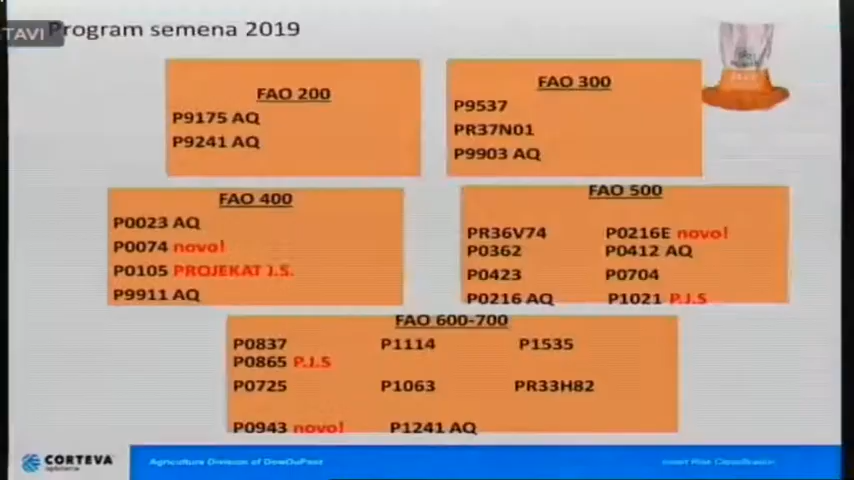 TAVI
Program semena 2019
FAO 200
P9175 AQ
P9241 AQ
FAO 300
P9537
PR37N01
P9903 AQ
FAO 400
P0023 AQ
P0074 novo!
P0105 PROJEKAT J.S.
P9911 AQ
FAO 500
PR36V74 P0216E novo!
P0362 P0412 AQ
P0423 P0704
P0216 AQ P1021 P.J.S
FAO 600-700
P0837 P1114 P1535
P0865 P.J.S
P0725 P1063 PR33H82
P0943 novo! P1241 AQ
CORTEVA
agriscience
Agriculture Division of DowDuPont
Insert Risk Classification